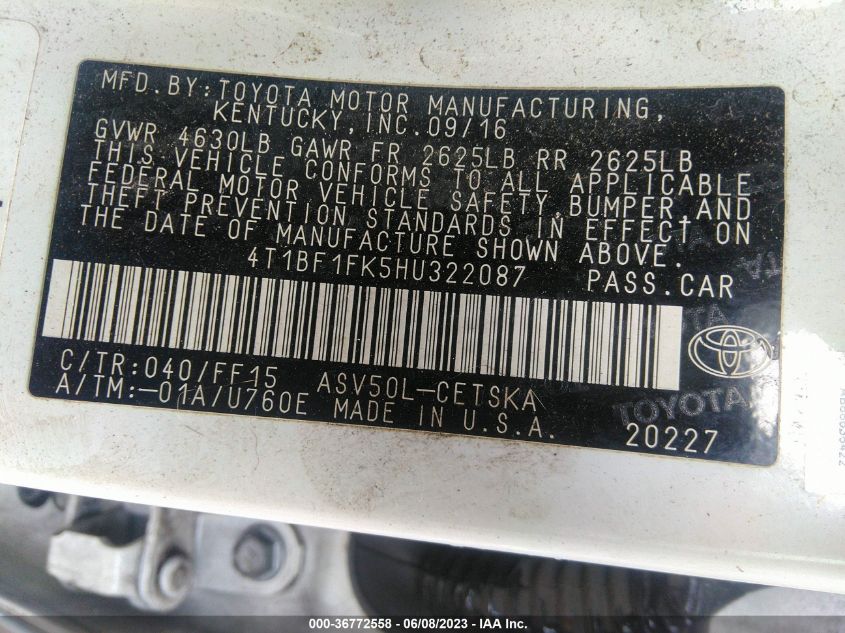 MFD.BY:TOYOTA MOTOR MANUFACTURING,
KENTUCKY,INC.09/16
GVWR 4630LB GAWR FR 2625LB RR 2625LB
THIS VEHICLE CONFORMS TO ALL APPLICABLE
FEDERAL MOTOR VEHICLE SAFETY,BUMPER,AND
THEFT PREVENTION STANDARDS IN EFFECT ON
THE DATE OF MANUFACTURE SHOWN ABOVE.
4T1BF1FK5HU322087 PASS.CAR
C/TR:040/FF15 ASV50L-CETSKA
A/TM:-01A/U760E MADE IN U.S.A.
TOYOTA
20227
000-36772558 - 06/08/2023 - IAA Inc.